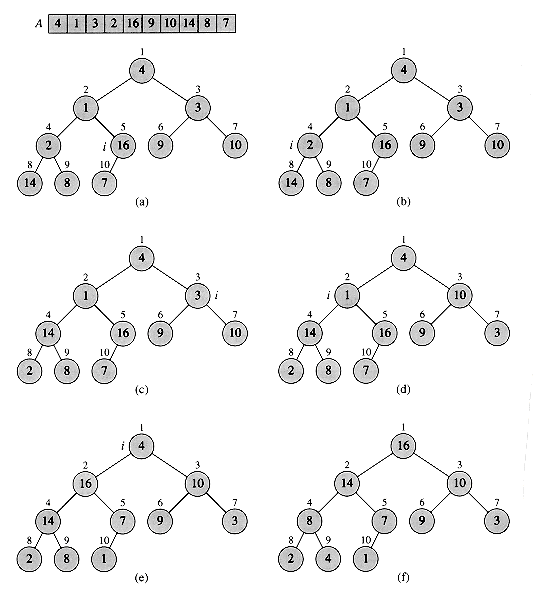 A 4 1 3 2 16 9 10 14 8 7
1 1
4 4
2 3 2 3
1 3 1 3
4 5 6 7 4 5 6 7
2 i 16 9 10 i 2 16 9 10
8 9 10 8 9 10
14 8 7 14 8 7
(a) (b)
1 1
4 4
2 3 2 3
1 3 i i 1 10
4 5 6 7 4 5 6 7
14 16 9 10 14 16 9 3
8 9 10 8 9 10
2 8 7 2 8 7
(c) (d)
1 1
i 4 16
2 3 2 3
16 10 14 10
4 5 6 7 4 5 6 7
14 7 9 3 8 7 9 3
8 9 10 8 9 10
2 8 1 2 4 1
(e) (f)